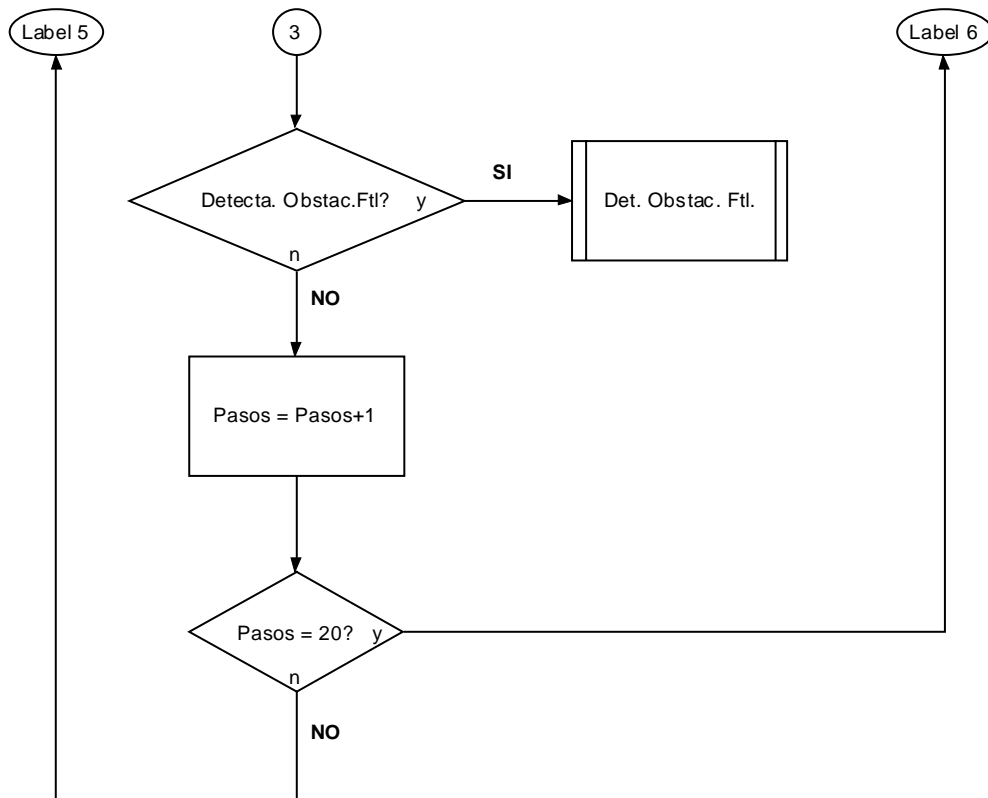 Label 5
3
Label 6
Detecta. Obstac.Ftl?
y
SI
Det. Obstac. Ftl.
n
NO
Pasos = Pasos+1
Pasos = 20?
y
n
NO